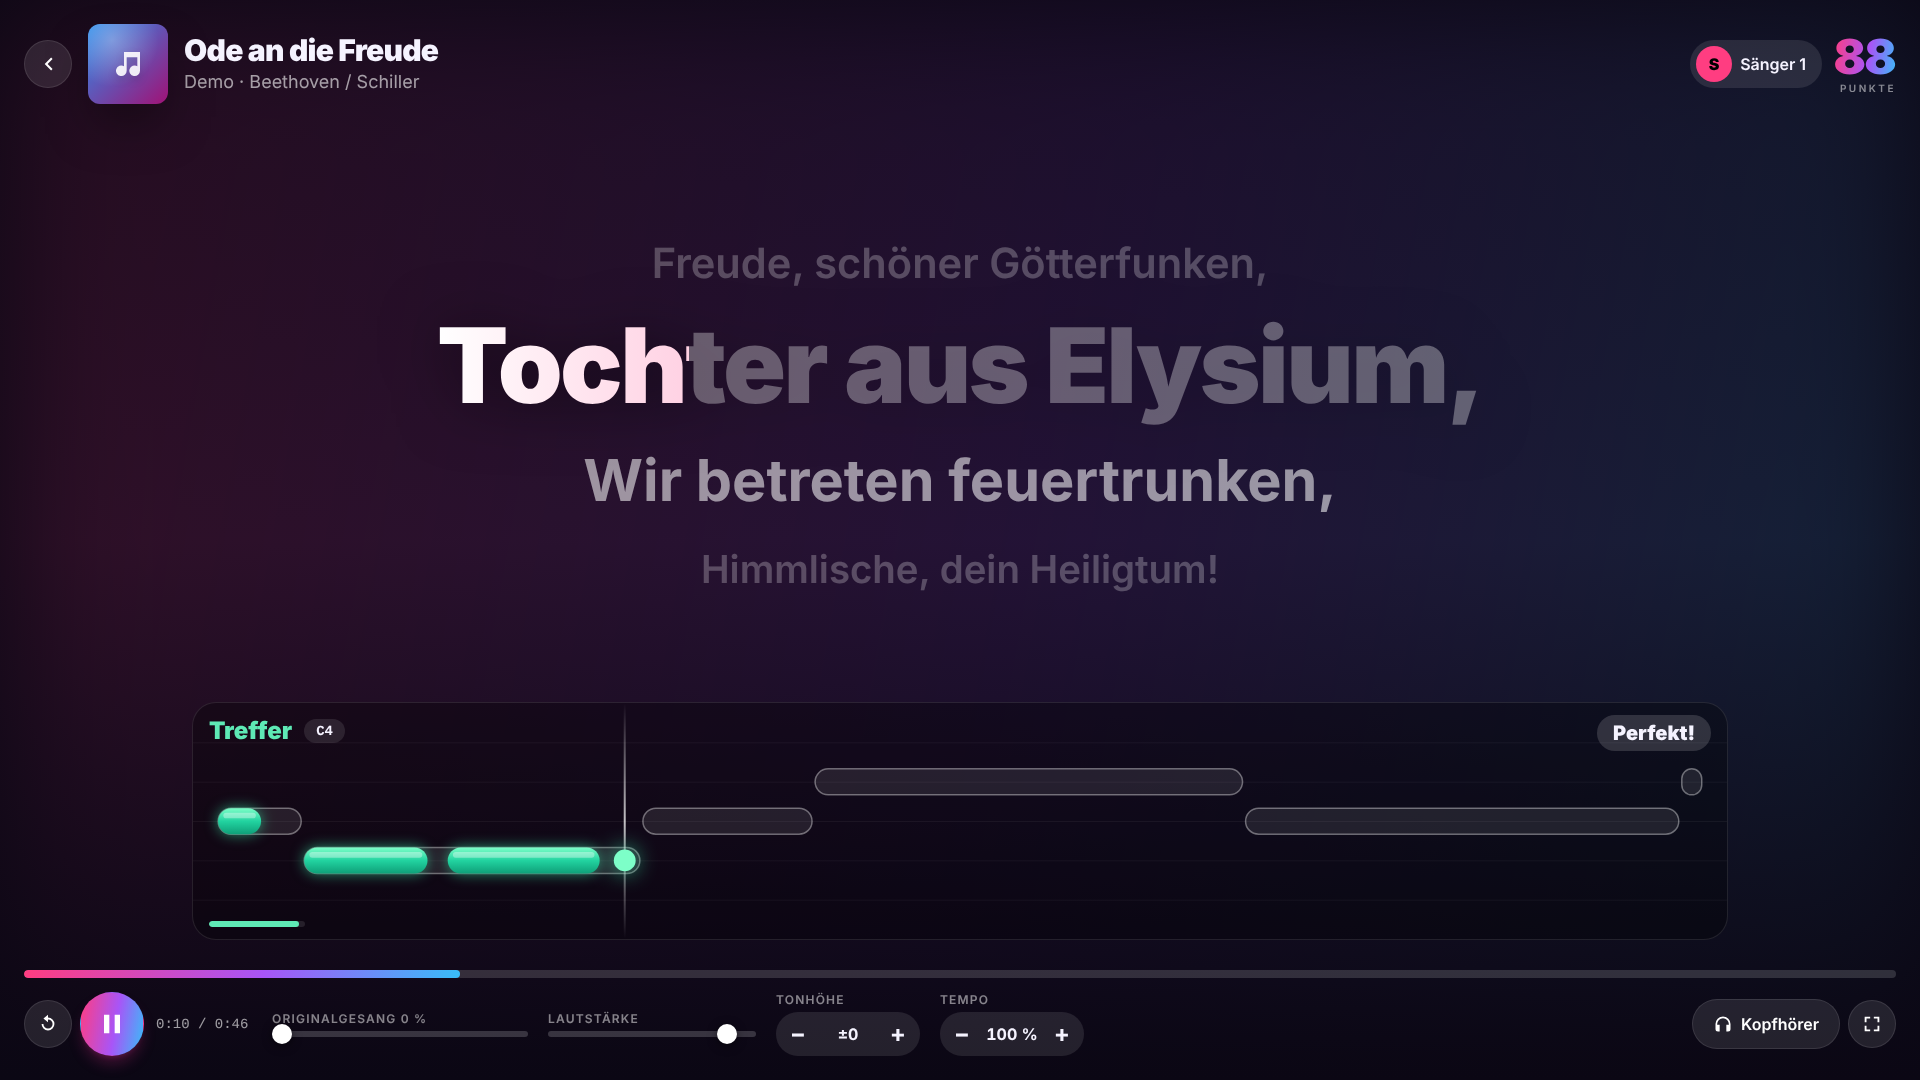 Ode an die Freude
Demo · Beethoven / Schiller
S Sänger 1
88
PUNKTE
Freude, schöner Götterfunken,
Tochter aus Elysium,
Wir betreten feuertrunken,
Himmlische, dein Heiligtum!
Treffer C4
Perfekt!
0:10 / 0:46
ORIGINALGESANG 0 %
LAUTSTÄRKE
TONHÖHE
− ±0 +
TEMPO
− 100 % +
Kopfhörer